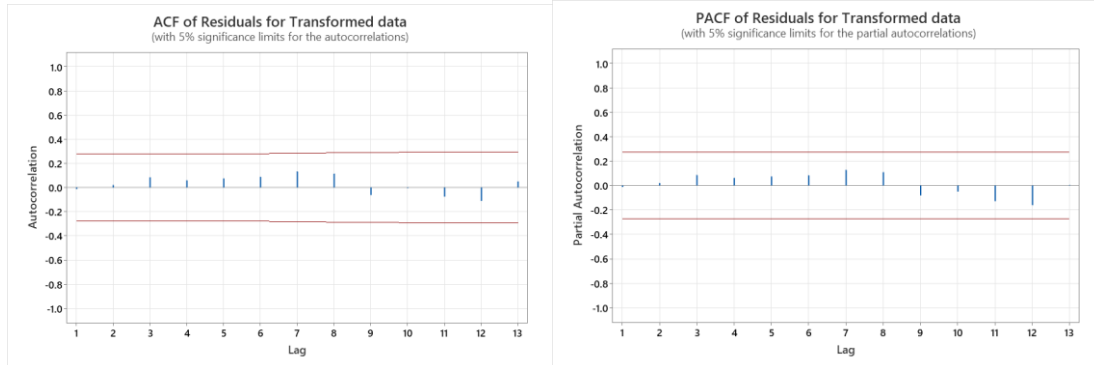 ACF of Residuals for Transformed data
(with 5% significance limits for the autocorrelations)
1.0
0.8
0.6
0.4
0.2
0.0
-0.2
-0.4
-0.6
-0.8
-1.0
Autocorrelation
1 2 3 4 5 6 7 8 9 10 11 12 13
Lag
PACF of Residuals for Transformed data
(with 5% significance limits for the partial autocorrelations)
1.0
0.8
0.6
0.4
0.2
0.0
-0.2
-0.4
-0.6
-0.8
-1.0
Partial Autocorrelation
1 2 3 4 5 6 7 8 9 10 11 12 13
Lag